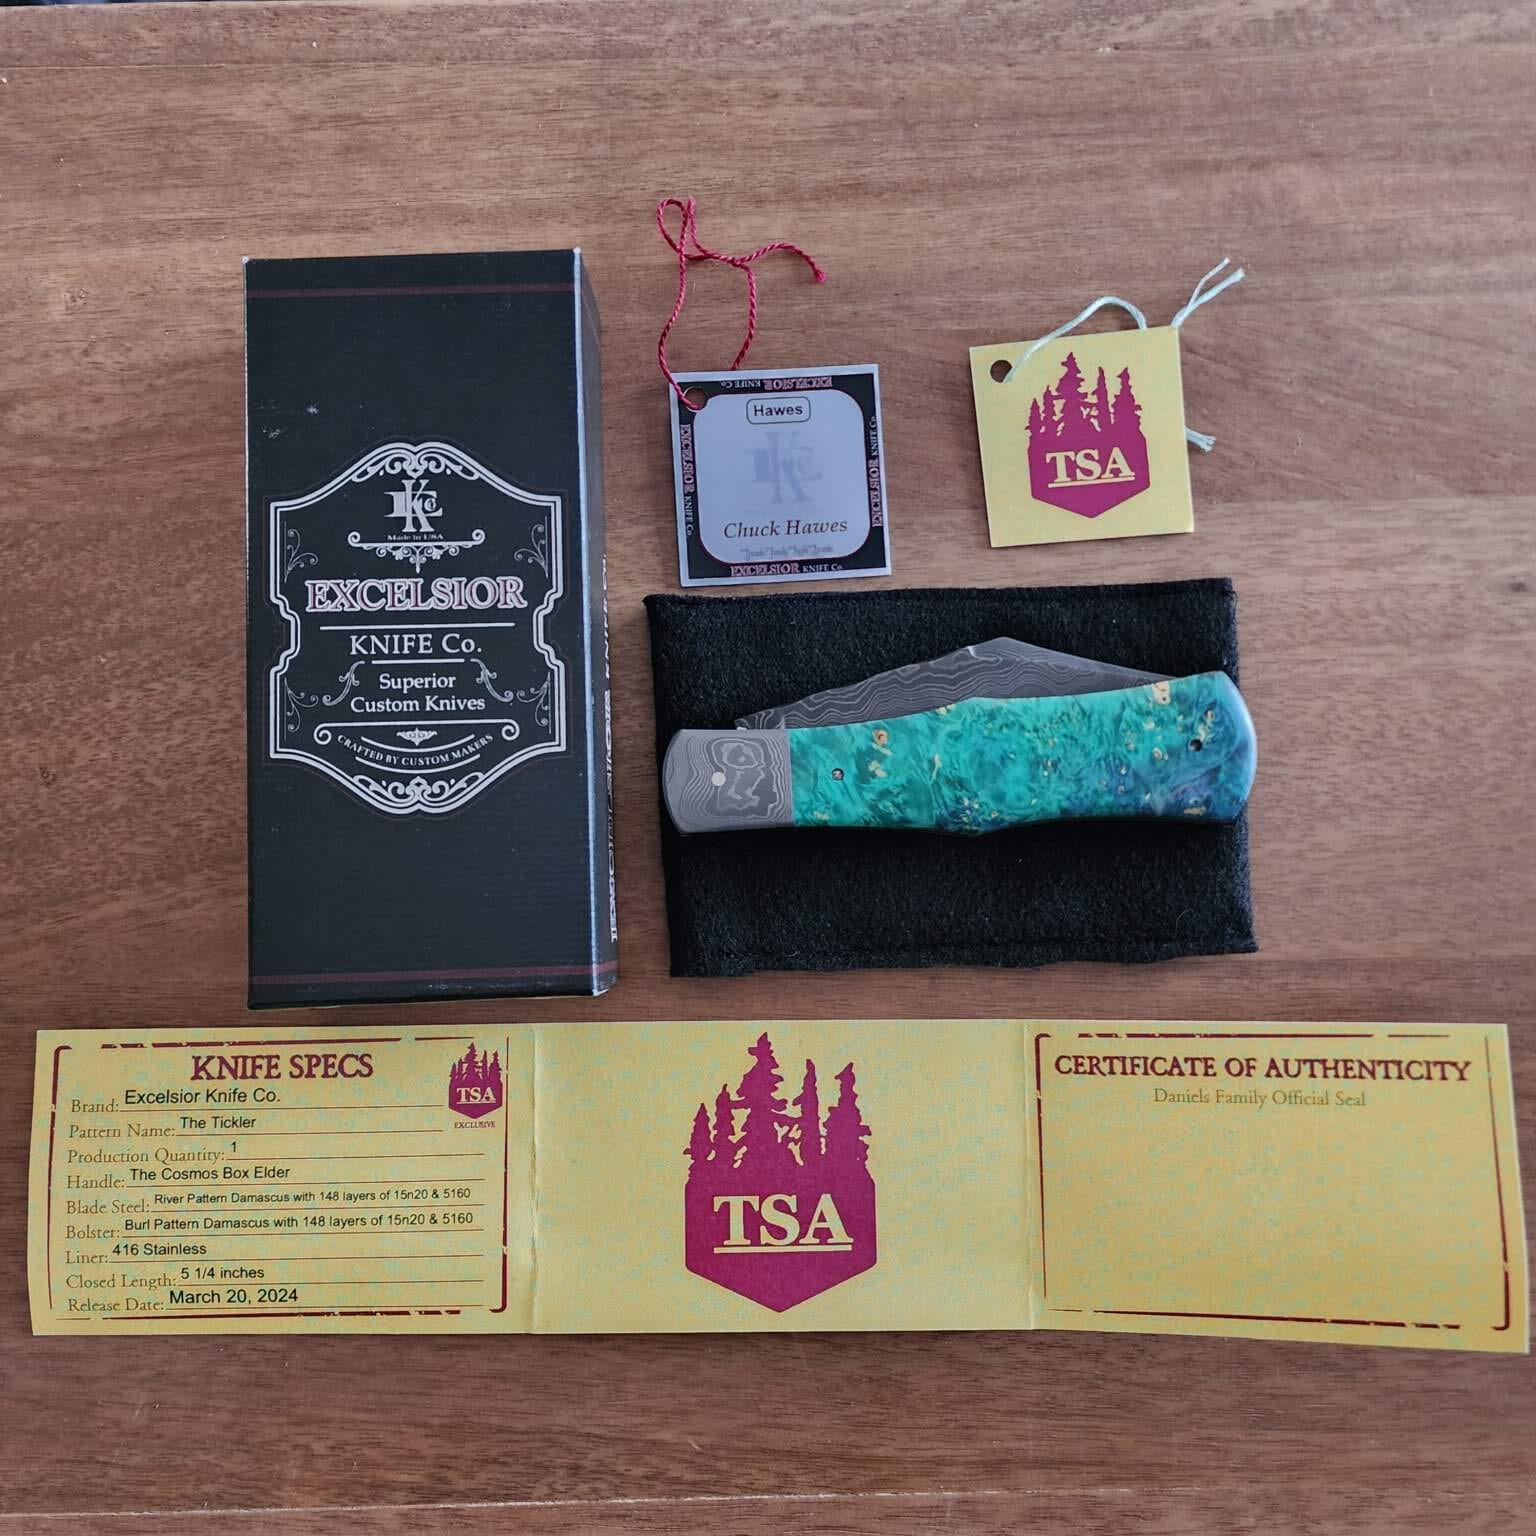 Made in USA
EXCELSIOR
KNIFE Co.
Superior
Custom Knives
CRAFTED BY CUSTOM MAKERS
EXCELSIOR KNIFE Co.
Hawes
EXCELSIOR KNIFE Co.
EXCELSIOR KNIFE Co.
Chuck Hawes
EXCELSIOR KNIFE Co.
TSA
KNIFE SPECS
TSA
EXCLUSIVE
Brand: Excelsior Knife Co.
Pattern Name: The Tickler
Production Quantity: 1
Handle: The Cosmos Box Elder
Blade Steel: River Pattern Damascus with 148 layers of 15n20 & 5160
Bolster: Burl Pattern Damascus with 148 layers of 15n20 & 5160
Liner: 416 Stainless
Closed Length: 5 1/4 inches
Release Date: March 20, 2024
TSA
CERTIFICATE OF AUTHENTICITY
Daniels Family Official Seal